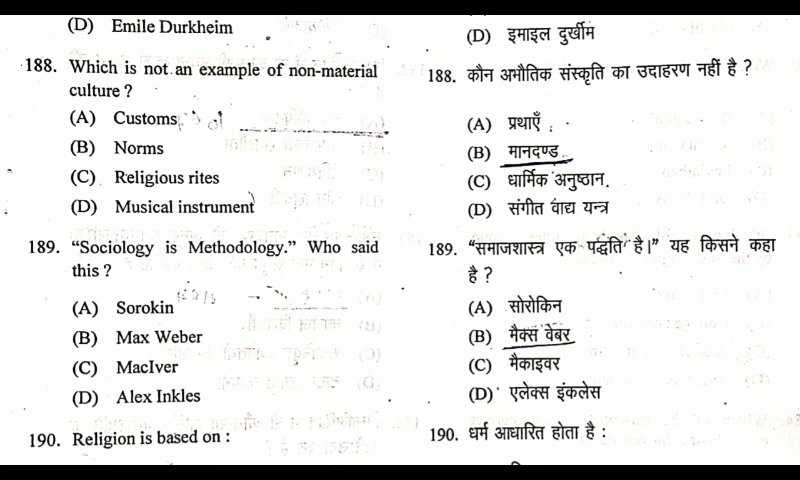 (D) Emile Durkheim
188. Which is not an example of non-material
culture ?
(A) Customs
(B) Norms
(C) Religious rites
(D) Musical instrument
189. “Sociology is Methodology.” Who said
this ?
(A) Sorokin
(B) Max Weber
(C) MacIver
(D) Alex Inkles
190. Religion is based on :
(D) इमाइल दुर्खीम
188. कौन अभौतिक संस्कृति का उदाहरण नहीं है ?
(A) प्रथाएँ
(B) मानदण्ड
(C) धार्मिक अनुष्ठान
(D) संगीत वाद्य यन्त्र
189. “समाजशास्त्र एक पद्धति है।” यह किसने कहा
है ?
(A) सोरोकिन
(B) मैक्स वेबर
(C) मैकाइवर
(D) एलेक्स इंकलेस
190. धर्म आधारित होता है :